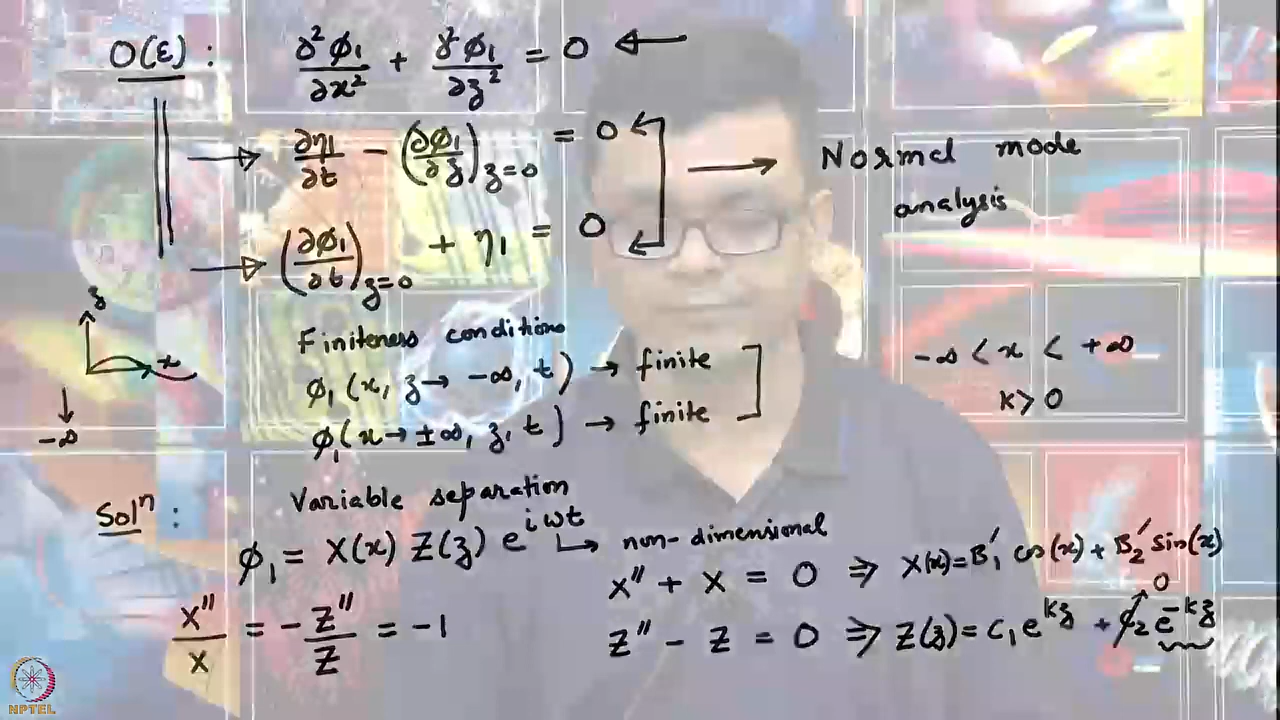 O(ε) : ∂²φ₁/∂x² + ∂²φ₁/∂z² = 0 ←
→ ∂η₁/∂t − (∂φ₁/∂z)_{z=0} = 0
→ (∂φ₁/∂t)_{z=0} + η₁ = 0
→ Normal mode
analysis
z
x
-∞
Finiteness conditions
φ₁(x, z→ -∞, t) → finite
φ₁(x→ ±∞, z, t) → finite
-∞ < x < +∞
k > 0
Solⁿ : Variable separation
φ₁ = X(x) Z(z) e^{iωt} ↳ non-dimensional
X''/X = -Z''/Z = -1
X'' + X = 0 ⇒ X(x) = B₁' cos(x) + B₂' sin(x)
Z'' - Z = 0 ⇒ Z(z) = C₁ e^{kz} + C₂ e^{-kz}
0
NPTEL